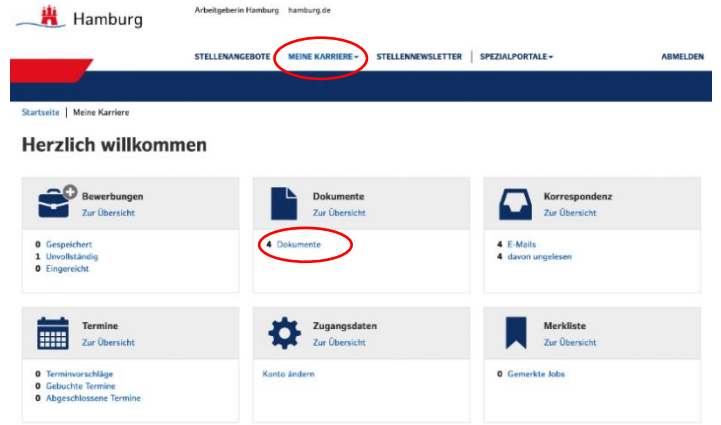 Hamburg
Arbeitgeberin Hamburg hamburg.de
STELLENANGEBOTE MEINE KARRIERE STELLENNEWSLETTER | SPEZIALPORTALE ABMELDEN
Startseite | Meine Karriere
Herzlich willkommen
Bewerbungen
Zur Übersicht
0 Gespeichert
1 Unvollständig
0 Eingereicht
Dokumente
Zur Übersicht
4 Dokumente
Korrespondenz
Zur Übersicht
4 E-Mails
4 davon ungelesen
Termine
Zur Übersicht
0 Terminvorschläge
0 Gebuchte Termine
0 Abgeschlossene Termine
Zugangsdaten
Zur Übersicht
Konto ändern
Merkliste
Zur Übersicht
0 Gemerkte Jobs